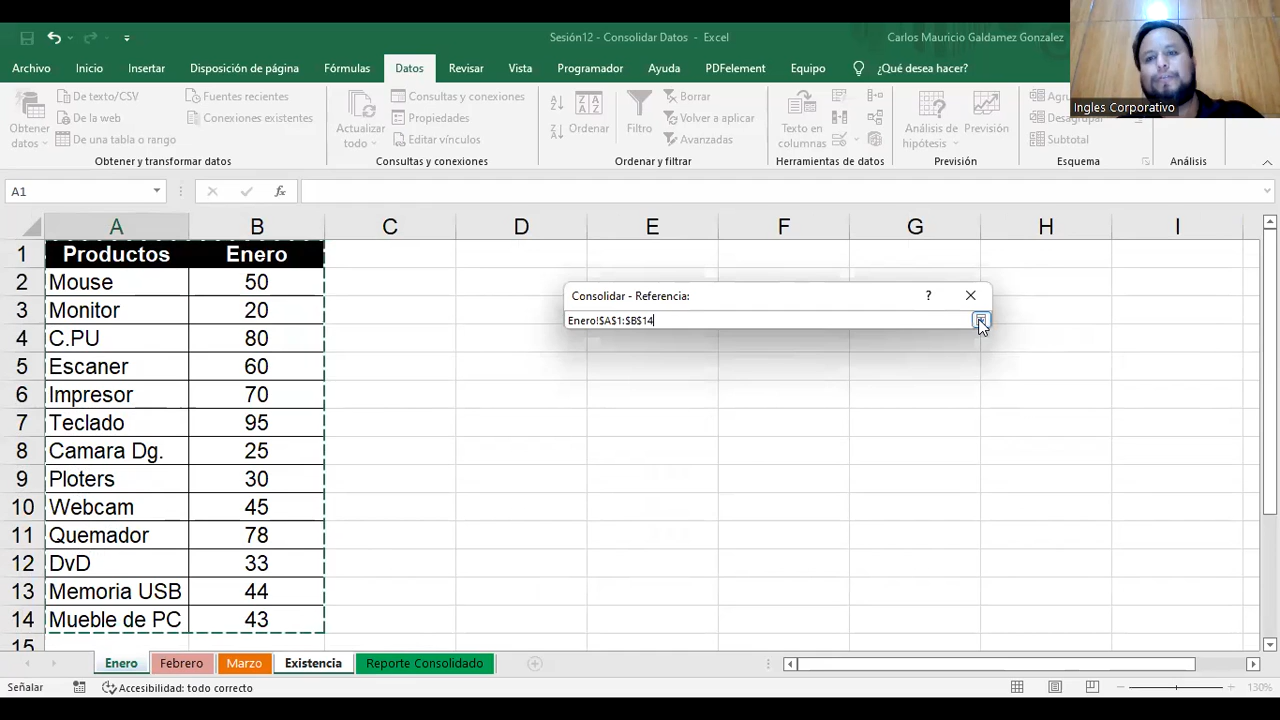 Sesión12 - Consolidar Datos - Excel
Carlos Mauricio Galdamez Gonzalez
Archivo Inicio Insertar Disposición de página Fórmulas Datos Revisar Vista Programador Ayuda PDFelement Equipo ¿Qué desea hacer?
Ingles Corporativo
Obtener datos
De texto/CSV
De la web
De una tabla o rango
Fuentes recientes
Conexiones existentes
Obtener y transformar datos
Actualizar todo
Consultas y conexiones
Propiedades
Editar vínculos
Consultas y conexiones
Ordenar
Filtro
Borrar
Volver a aplicar
Avanzadas
Ordenar y filtrar
Texto en columnas
Herramientas de datos
Análisis de hipótesis
Previsión
Previsión
Desagrupar
Subtotal
Esquema
Análisis
A1
fx
A B C D E F G H I
1 Productos Enero
2 Mouse 50
3 Monitor 20
4 C.PU 80
5 Escaner 60
6 Impresor 70
7 Teclado 95
8 Camara Dg. 25
9 Ploters 30
10 Webcam 45
11 Quemador 78
12 DvD 33
13 Memoria USB 44
14 Mueble de PC 43
15
Consolidar - Referencia:
?
Enero!$A$1:$B$14
Enero Febrero Marzo Existencia Reporte Consolidado
Señalar
Accesibilidad: todo correcto
130%